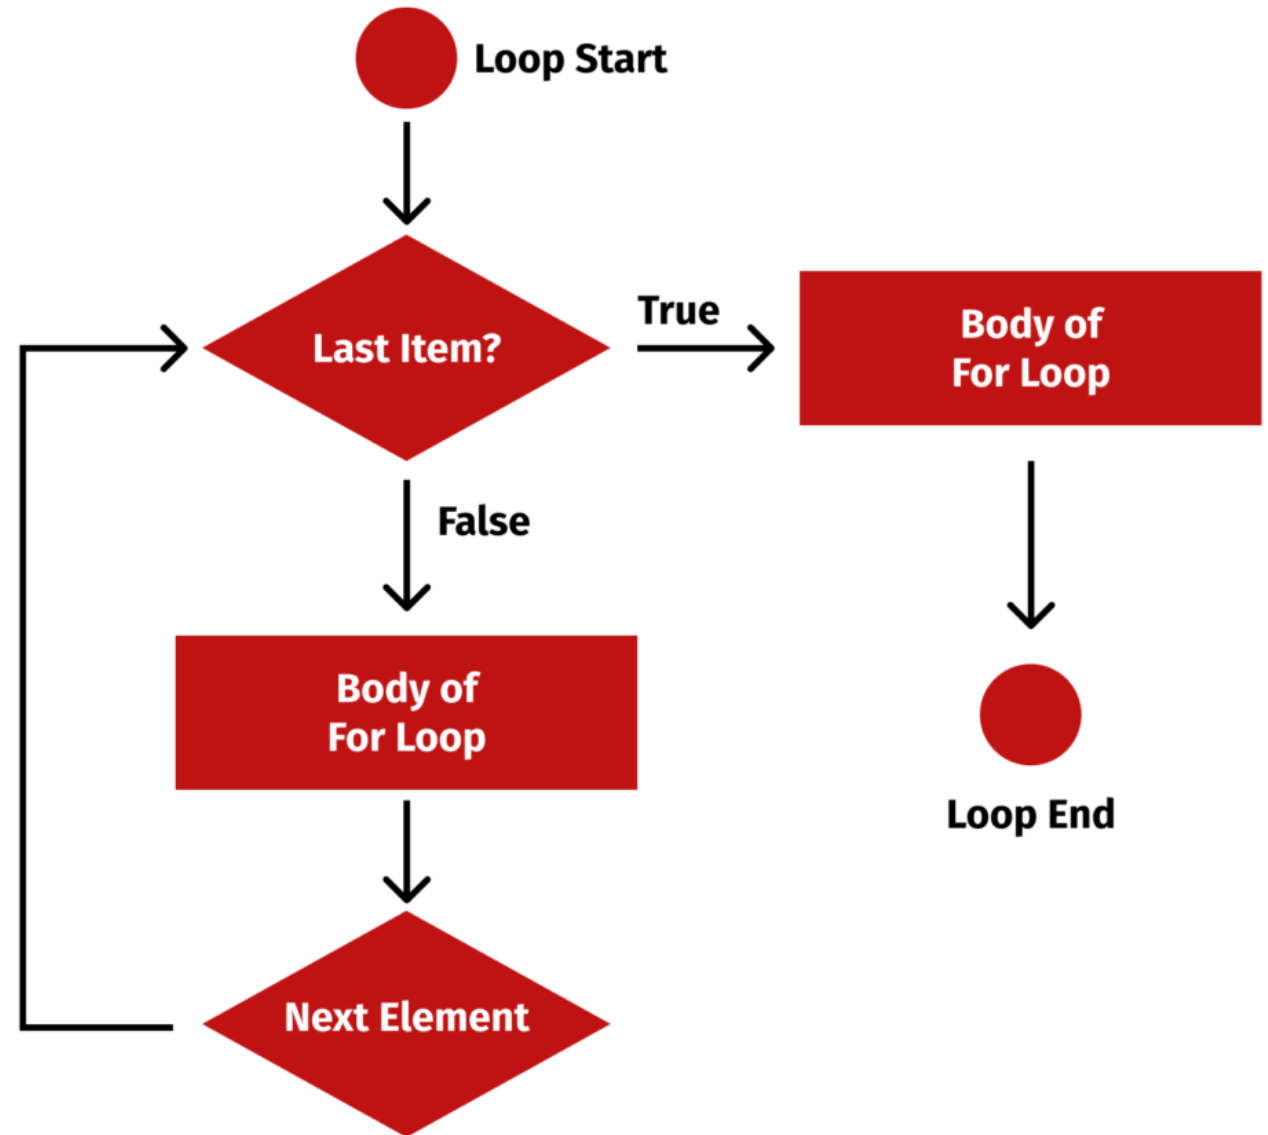 Loop Start
Last Item?
True
Body of
For Loop
False
Body of
For Loop
Loop End
Next Element